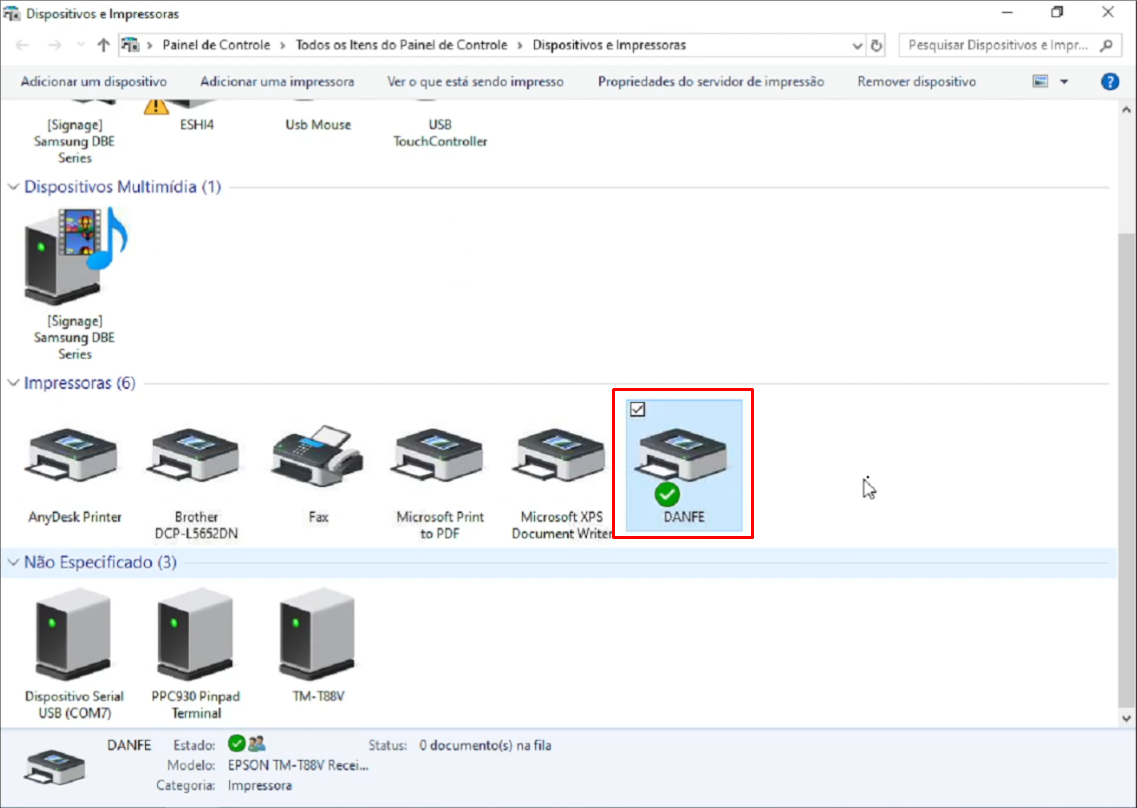 Dispositivos e Impressoras
Painel de Controle > Todos os Itens do Painel de Controle > Dispositivos e Impressoras
Pesquisar Dispositivos e Impr...
Adicionar um dispositivo
Adicionar uma impressora
Ver o que está sendo impresso
Propriedades do servidor de impressão
Remover dispositivo
[Signage]
Samsung DBE
Series
ESHI4
Usb Mouse
USB
TouchController
Dispositivos Multimídia (1)
[Signage]
Samsung DBE
Series
Impressoras (6)
AnyDesk Printer
Brother
DCP-L5652DN
Fax
Microsoft Print
to PDF
Microsoft XPS
Document Writer
DANFE
Não Especificado (3)
Dispositivo Serial
USB (COM7)
PPC930 Pinpad
Terminal
TM-T88V
DANFE
Estado:
Status: 0 documento(s) na fila
Modelo: EPSON TM-T88V Recei...
Categoria: Impressora